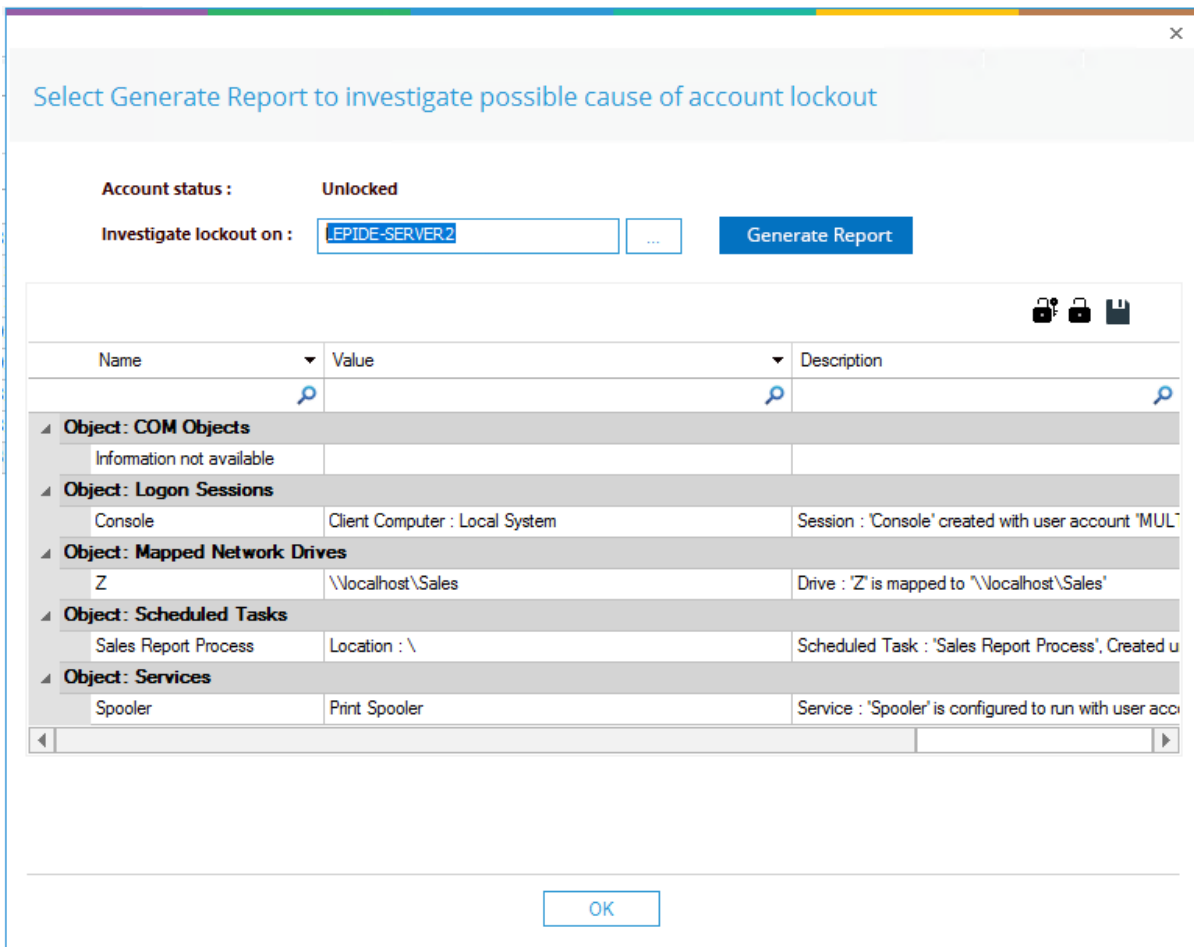 Select Generate Report to investigate possible cause of account lockout
Account status : Unlocked
Investigate lockout on : LEPIDE-SERVER2 ... Generate Report
Name Value Description
Object: COM Objects
Information not available
Object: Logon Sessions
Console Client Computer : Local System Session : 'Console' created with user account 'MULT
Object: Mapped Network Drives
Z \\localhost\Sales Drive : 'Z' is mapped to '\\localhost\Sales'
Object: Scheduled Tasks
Sales Report Process Location : \ Scheduled Task : 'Sales Report Process', Created u
Object: Services
Spooler Print Spooler Service : 'Spooler' is configured to run with user acco
OK